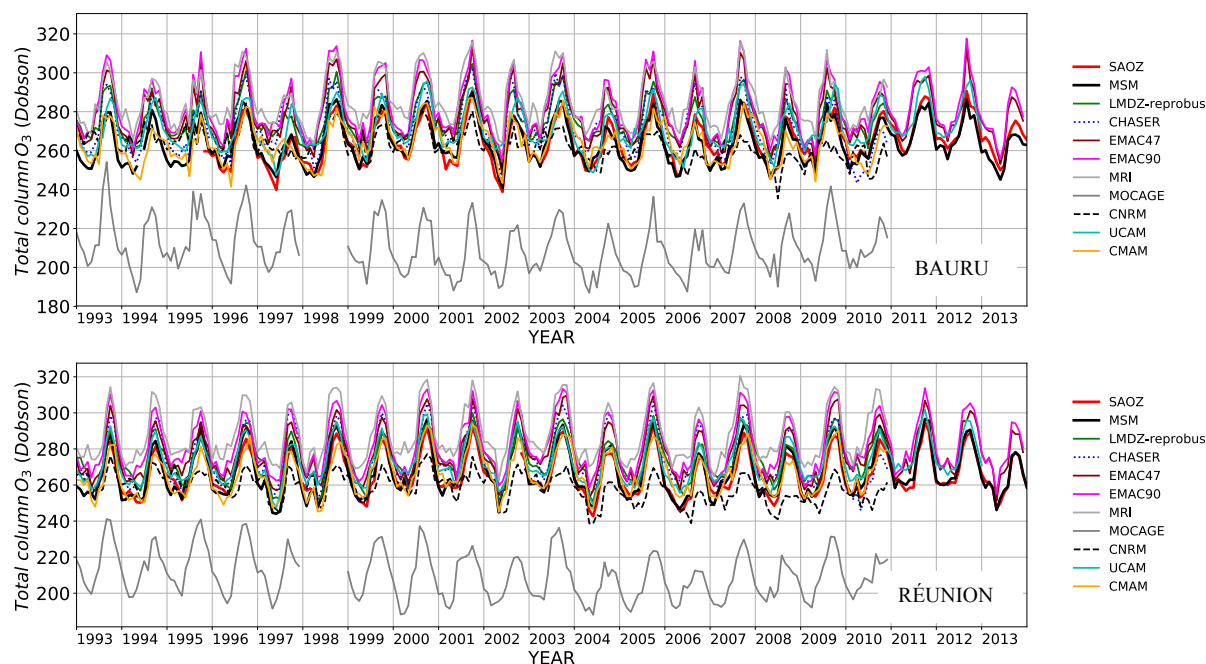 Total column O₃ (Dobson)
320
300
280
260
240
220
200
180
1993 1994 1995 1996 1997 1998 1999 2000 2001 2002 2003 2004 2005 2006 2007 2008 2009 2010 2011 2012 2013
YEAR
BAURU
SAOZ
MSM
LMDZ-reprobus
CHASER
EMAC47
EMAC90
MRI
MOCAGE
CNRM
UCAM
CMAM
Total column O₃ (Dobson)
320
300
280
260
240
220
200
1993 1994 1995 1996 1997 1998 1999 2000 2001 2002 2003 2004 2005 2006 2007 2008 2009 2010 2011 2012 2013
YEAR
RÉUNION
SAOZ
MSM
LMDZ-reprobus
CHASER
EMAC47
EMAC90
MRI
MOCAGE
CNRM
UCAM
CMAM